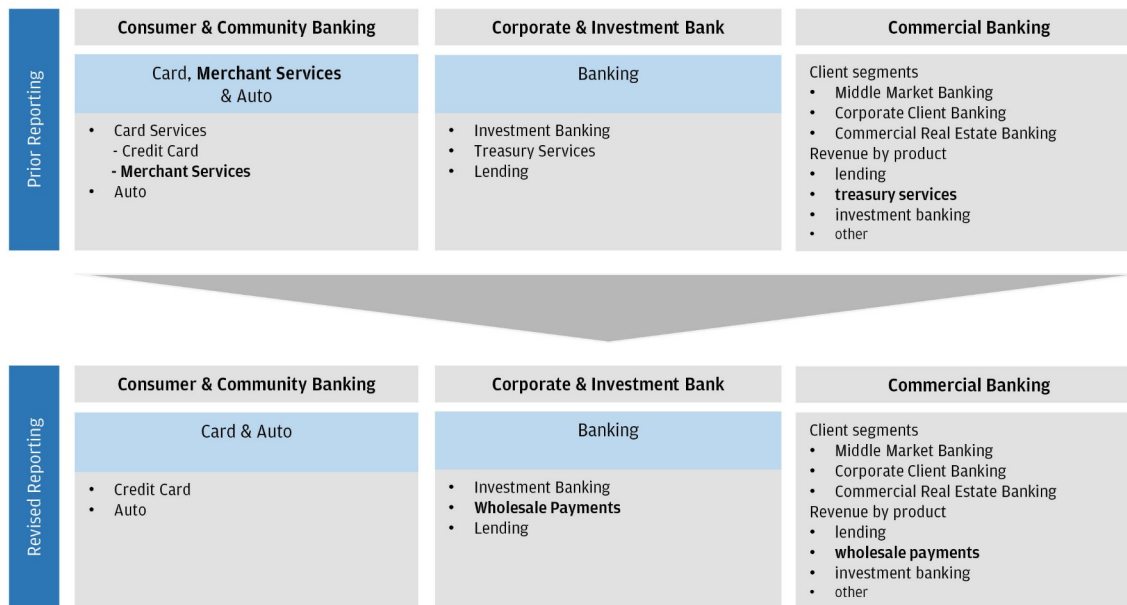 Prior Reporting
Consumer & Community Banking
Card, Merchant Services
& Auto
• Card Services
- Credit Card
- Merchant Services
• Auto
Corporate & Investment Bank
Banking
• Investment Banking
• Treasury Services
• Lending
Commercial Banking
Client segments
• Middle Market Banking
• Corporate Client Banking
• Commercial Real Estate Banking
Revenue by product
• lending
• treasury services
• investment banking
• other
Revised Reporting
Consumer & Community Banking
Card & Auto
• Credit Card
• Auto
Corporate & Investment Bank
Banking
• Investment Banking
• Wholesale Payments
• Lending
Commercial Banking
Client segments
• Middle Market Banking
• Corporate Client Banking
• Commercial Real Estate Banking
Revenue by product
• lending
• wholesale payments
• investment banking
• other